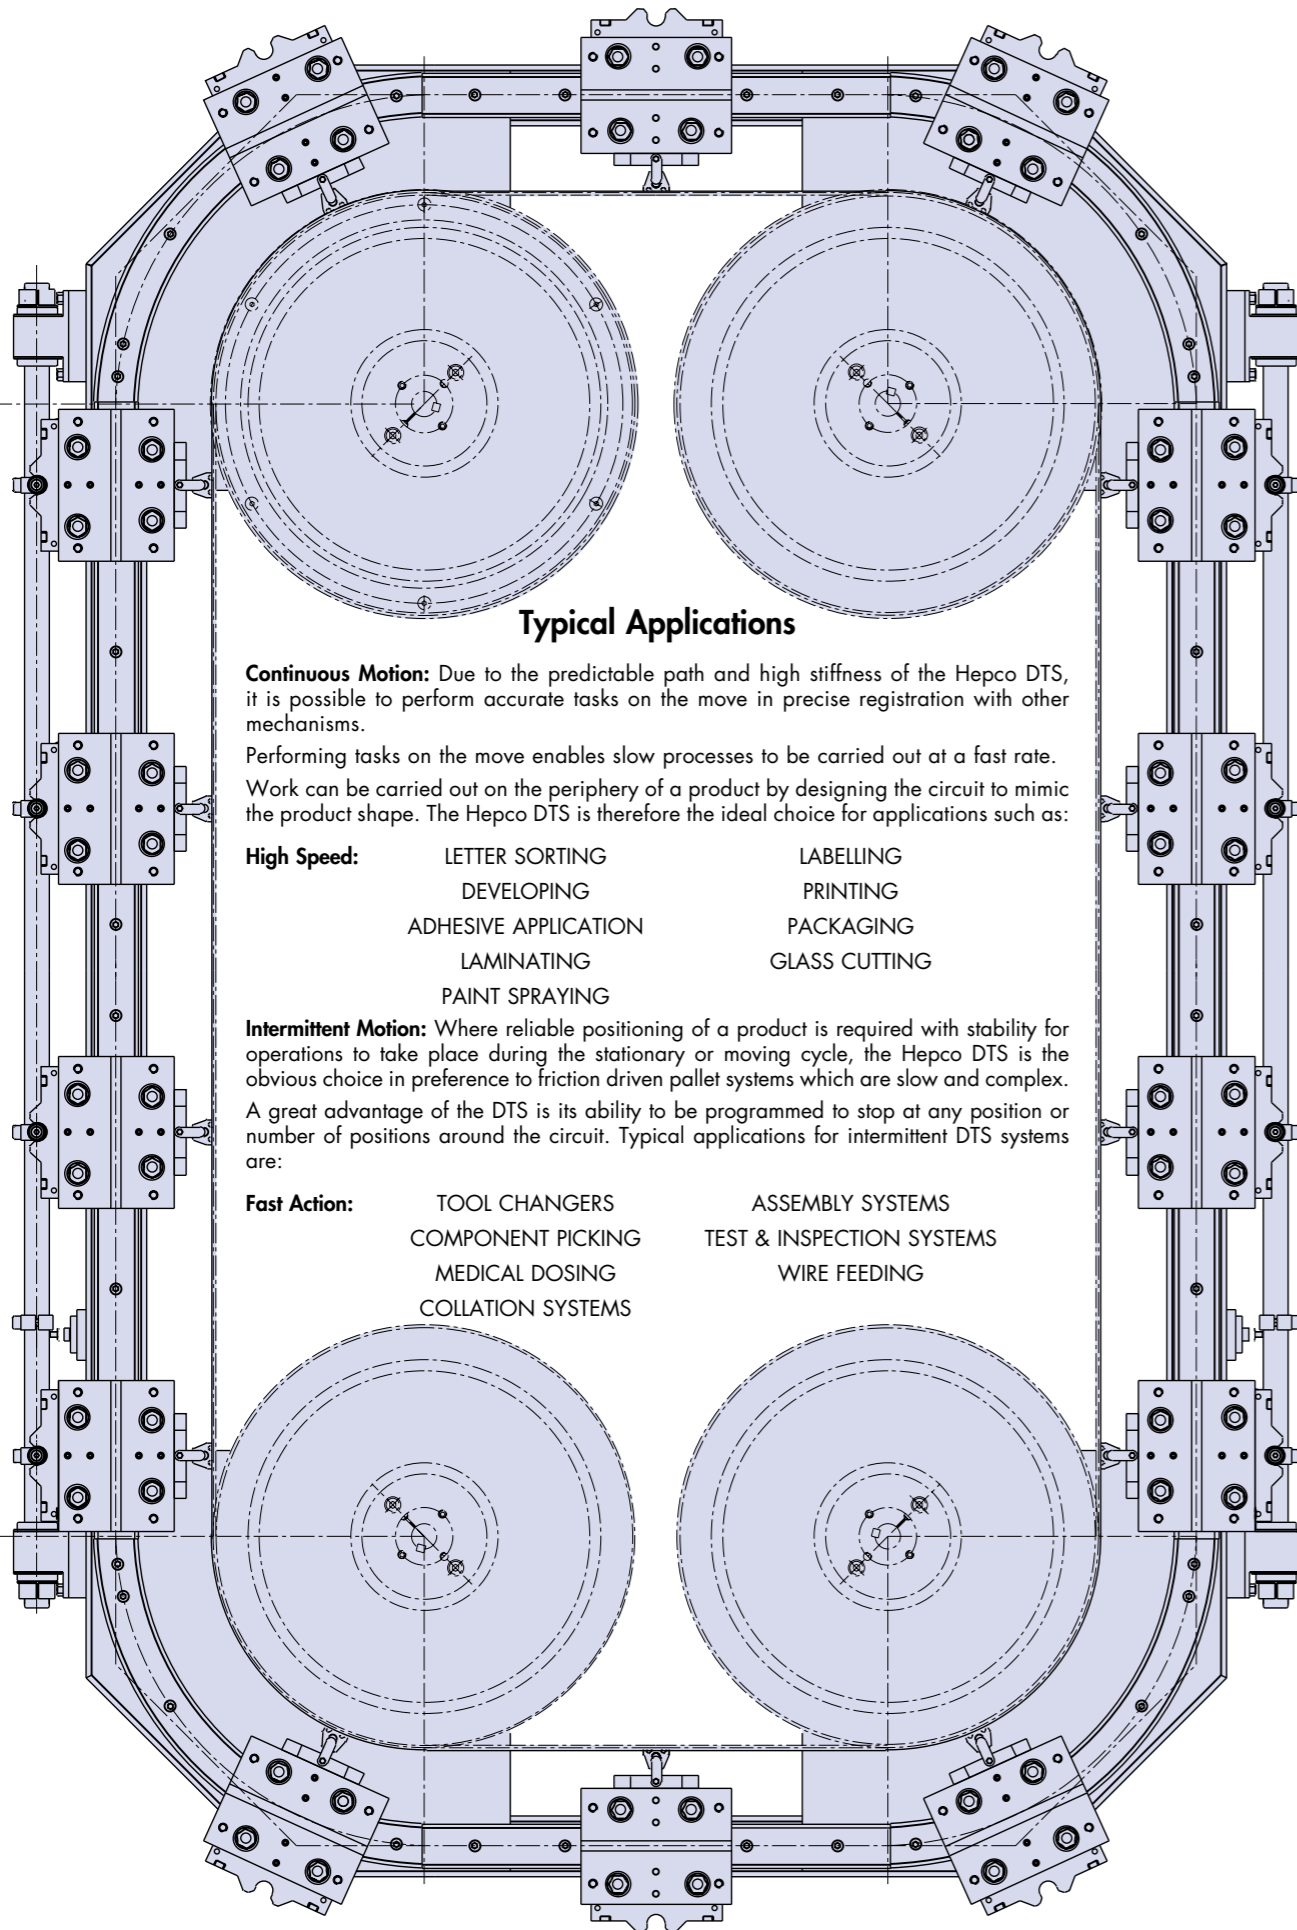 Typical Applications
Continuous Motion: Due to the predictable path and high stiffness of the Hepco DTS,
it is possible to perform accurate tasks on the move in precise registration with other
mechanisms.
Performing tasks on the move enables slow processes to be carried out at a fast rate.
Work can be carried out on the periphery of a product by designing the circuit to mimic
the product shape. The Hepco DTS is therefore the ideal choice for applications such as:
High Speed: LETTER SORTING LABELLING
DEVELOPING PRINTING
ADHESIVE APPLICATION PACKAGING
LAMINATING GLASS CUTTING
PAINT SPRAYING
Intermittent Motion: Where reliable positioning of a product is required with stability for
operations to take place during the stationary or moving cycle, the Hepco DTS is the
obvious choice in preference to friction driven pallet systems which are slow and complex.
A great advantage of the DTS is its ability to be programmed to stop at any position or
number of positions around the circuit. Typical applications for intermittent DTS systems
are:
Fast Action: TOOL CHANGERS ASSEMBLY SYSTEMS
COMPONENT PICKING TEST & INSPECTION SYSTEMS
MEDICAL DOSING WIRE FEEDING
COLLATION SYSTEMS